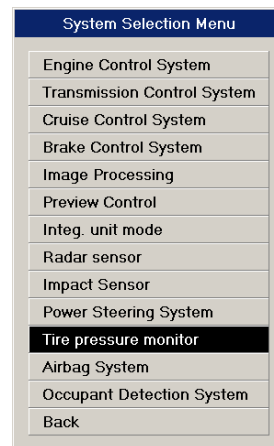 System Selection Menu
Engine Control System
Transmission Control System
Cruise Control System
Brake Control System
Image Processing
Preview Control
Integ. unit mode
Radar sensor
Impact Sensor
Power Steering System
Tire pressure monitor
Airbag System
Occupant Detection System
Back